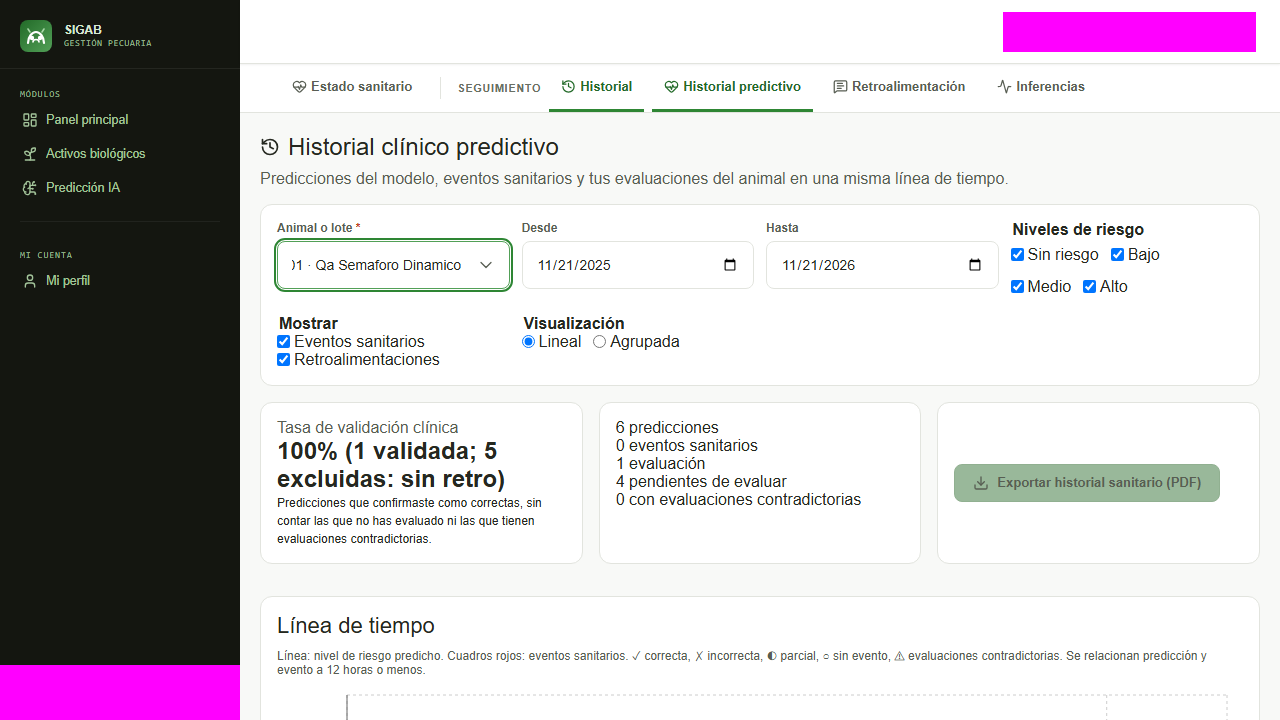 SIGAB
GESTIÓN PECUARIA
MÓDULOS
Panel principal
Activos biológicos
Predicción IA
MI CUENTA
Mi perfil
Estado sanitario
SEGUIMIENTO
Historial
Historial predictivo
Retroalimentación
Inferencias
Historial clínico predictivo
Predicciones del modelo, eventos sanitarios y tus evaluaciones del animal en una misma línea de tiempo.
Animal o lote *
01 · Qa Semaforo Dinamico
Desde
11/21/2025
Hasta
11/21/2026
Niveles de riesgo
Sin riesgo Bajo
Medio Alto
Mostrar
Eventos sanitarios
Retroalimentaciones
Visualización
Lineal Agrupada
Tasa de validación clínica
100% (1 validada; 5
excluidas: sin retro)
Predicciones que confirmaste como correctas, sin
contar las que no has evaluado ni las que tienen
evaluaciones contradictorias.
6 predicciones
0 eventos sanitarios
1 evaluación
4 pendientes de evaluar
0 con evaluaciones contradictorias
Exportar historial sanitario (PDF)
Línea de tiempo
Línea: nivel de riesgo predicho. Cuadros rojos: eventos sanitarios. ✓ correcta, ✗ incorrecta, ◐ parcial, ○ sin evento, ⚠ evaluaciones contradictorias. Se relacionan predicción y
evento a 12 horas o menos.